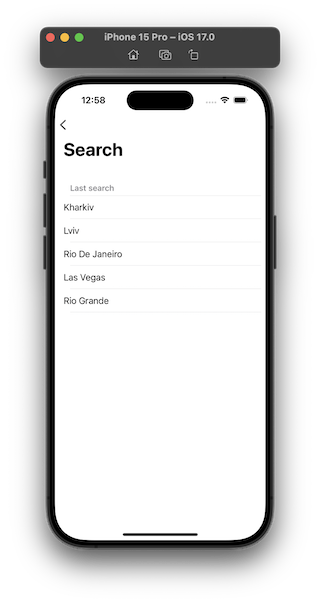 iPhone 15 Pro – iOS 17.0
12:58
Search
Last search
Kharkiv
Lviv
Rio De Janeiro
Las Vegas
Rio Grande